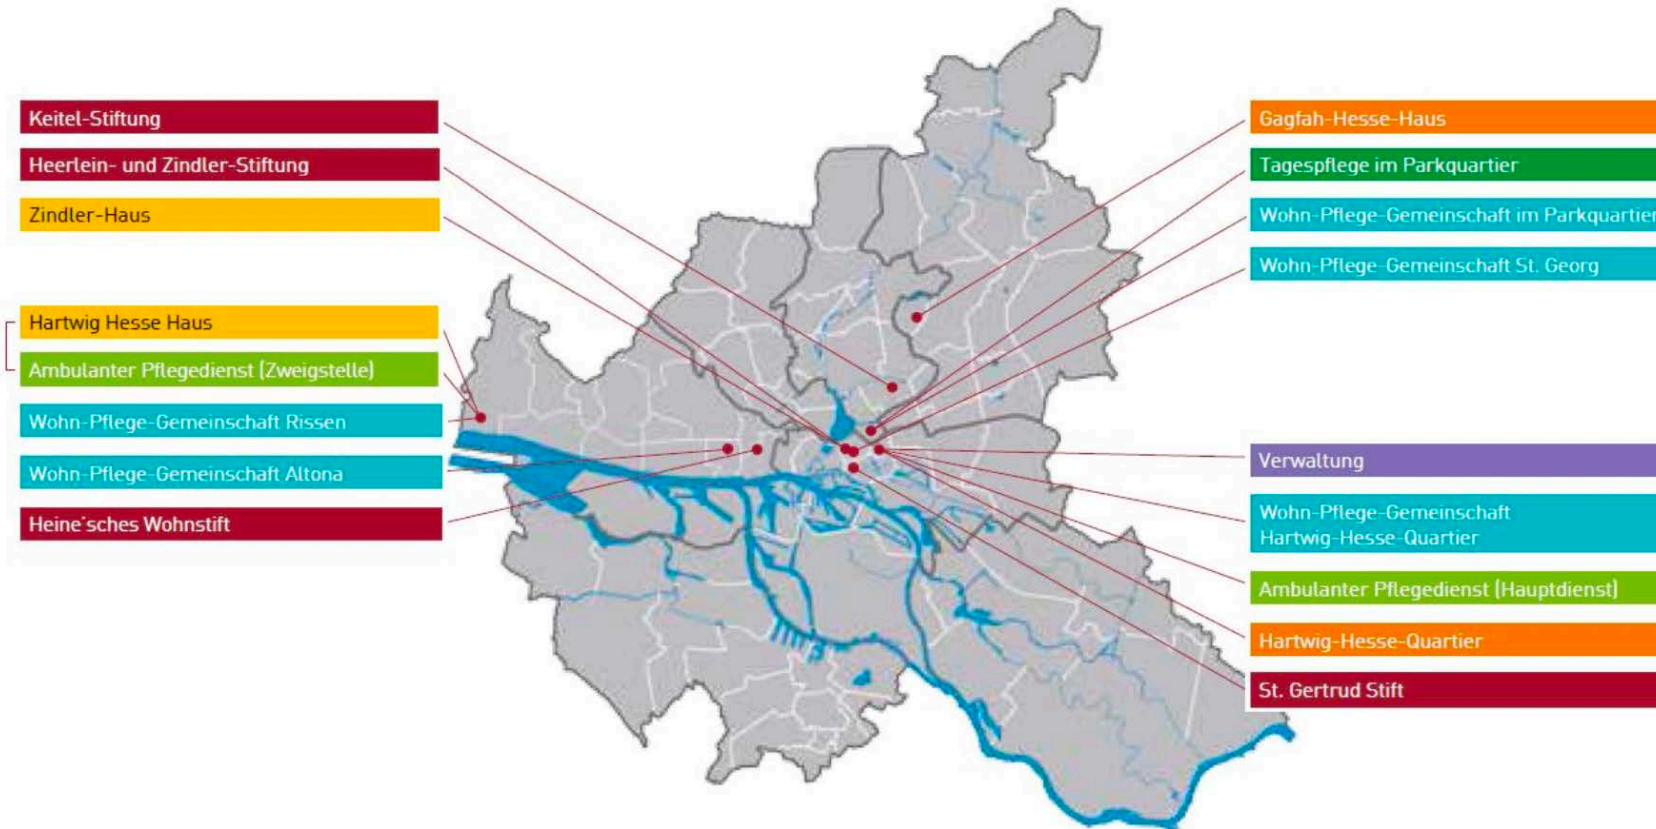 Keitel-Stiftung
Heerlein- und Zindler-Stiftung
Zindler-Haus
Hartwig Hesse Haus
Ambulanter Pflegedienst (Zweigstelle)
Wohn-Pflege-Gemeinschaft Rissen
Wohn-Pflege-Gemeinschaft Altona
Heine'sches Wohnstift
Gagfah-Hesse-Haus
Tagespflege im Parkquartier
Wohn-Pflege-Gemeinschaft im Parkquartier
Wohn-Pflege-Gemeinschaft St. Georg
Verwaltung
Wohn-Pflege-Gemeinschaft
Hartwig-Hesse-Quartier
Ambulanter Pflegedienst (Hauptdienst)
Hartwig-Hesse-Quartier
St. Gertrud Stift